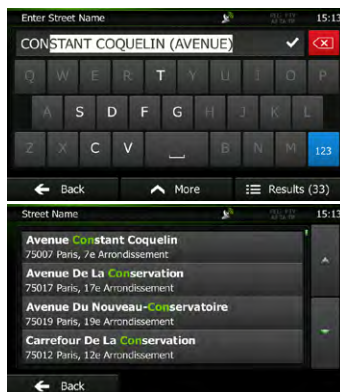 Enter Street Name 15:13
CONSTANT COQUELIN (AVENUE)
Q W E R T Y U I O P
A S D F G H J K L
Z X C V B N M 123
Back More Results (33)
Street Name 15:13
Avenue Constant Coquelin
75007 Paris, 7e Arrondissement
Avenue De La Conservation
75017 Paris, 17e Arrondissement
Avenue Du Nouveau-Conservatoire
75019 Paris, 19e Arrondissement
Carrefour De La Conservation
75012 Paris, 12e Arrondissement
Back